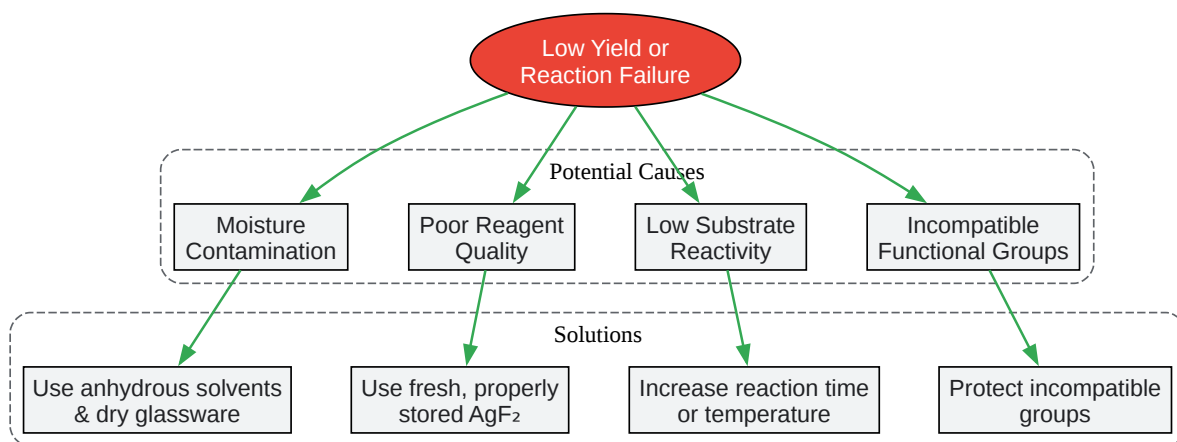 Low Yield or
Reaction Failure
Potential Causes
Moisture
Contamination
Poor Reagent
Quality
Low Substrate
Reactivity
Incompatible
Functional Groups
Solutions
Use anhydrous solvents
& dry glassware
Use fresh, properly
stored AgF₂
Increase reaction time
or temperature
Protect incompatible
groups